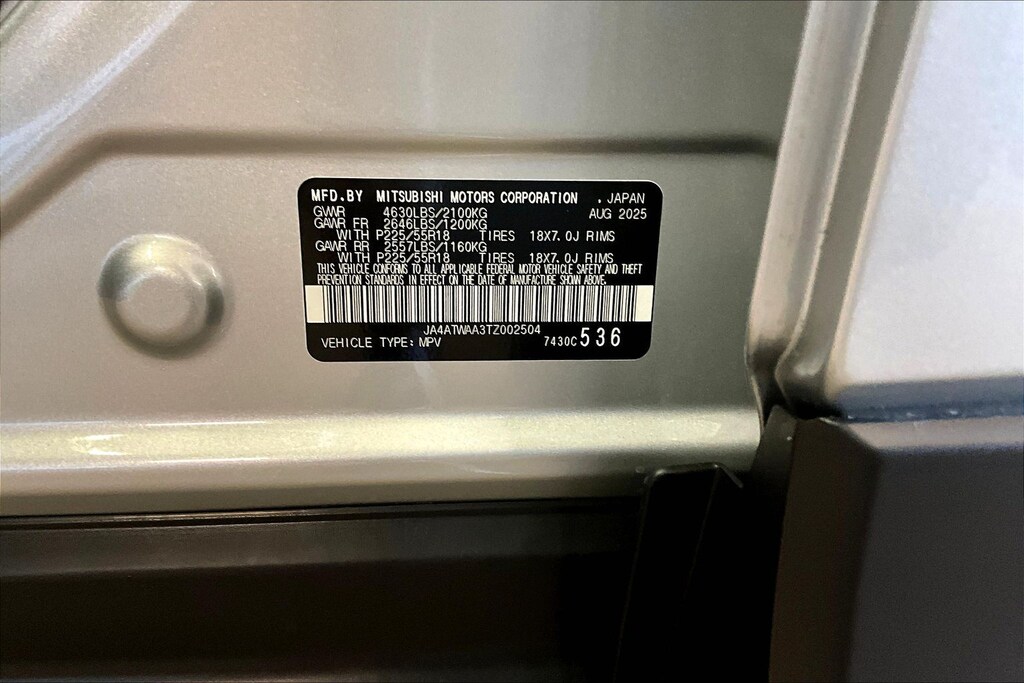 MFD.BY MITSUBISHI MOTORS CORPORATION , JAPAN
GVWR 4630LBS/2100KG AUG 2025
GAWR FR 2646LBS/1200KG
WITH P225/55R18 TIRES 18X7.0J RIMS
GAWR RR 2557LBS/1160KG
WITH P225/55R18 TIRES 18X7.0J RIMS
THIS VEHICLE CONFORMS TO ALL APPLICABLE FEDERAL MOTOR VEHICLE SAFETY AND THEFT
PREVENTION STANDARDS IN EFFECT ON THE DATE OF MANUFACTURE SHOWN ABOVE.
JA4ATWAA3TZ002504
VEHICLE TYPE:MPV 7430C 536